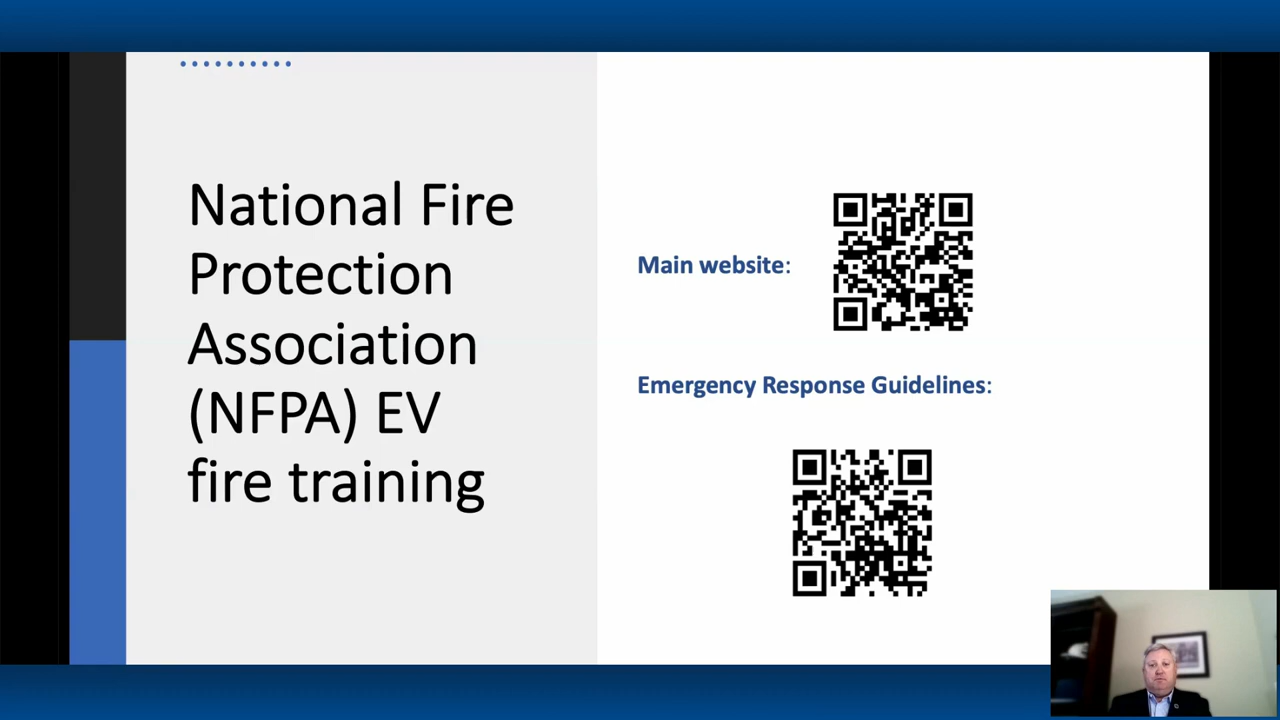 National Fire
Protection
Association
(NFPA) EV
fire training
Main website:
Emergency Response Guidelines: